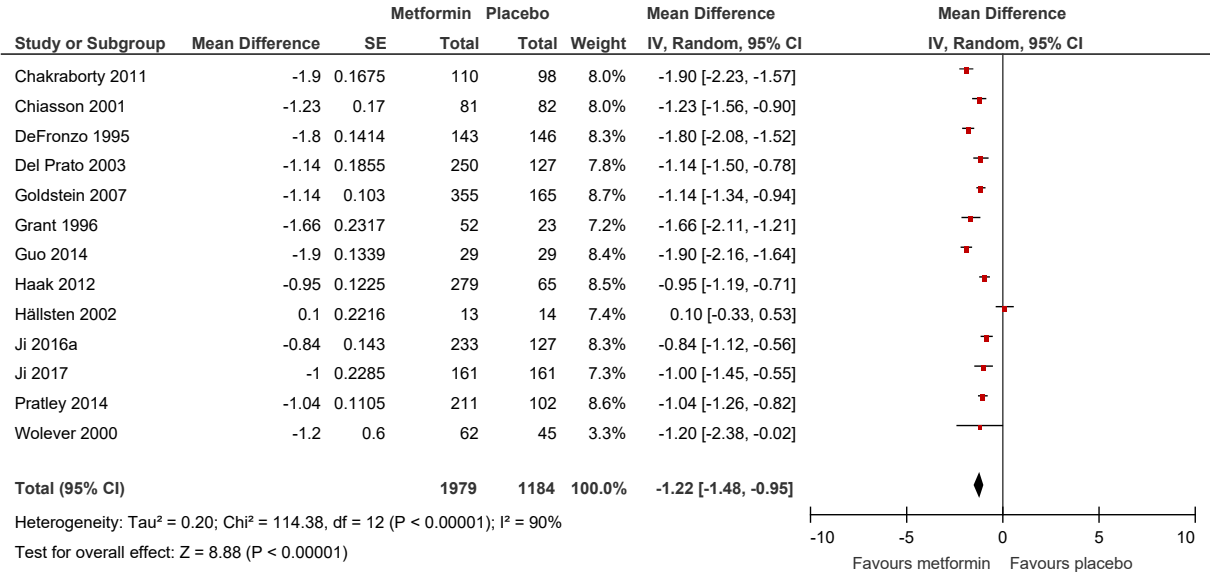 Metformin Placebo Mean Difference Mean Difference
Study or Subgroup Mean Difference SE Total Total Weight IV, Random, 95% CI IV, Random, 95% CI
Chakraborty 2011 -1.9 0.1675 110 98 8.0% -1.90 [-2.23, -1.57]
Chiasson 2001 -1.23 0.17 81 82 8.0% -1.23 [-1.56, -0.90]
DeFronzo 1995 -1.8 0.1414 143 146 8.3% -1.80 [-2.08, -1.52]
Del Prato 2003 -1.14 0.1855 250 127 7.8% -1.14 [-1.50, -0.78]
Goldstein 2007 -1.14 0.103 355 165 8.7% -1.14 [-1.34, -0.94]
Grant 1996 -1.66 0.2317 52 23 7.2% -1.66 [-2.11, -1.21]
Guo 2014 -1.9 0.1339 29 29 8.4% -1.90 [-2.16, -1.64]
Haak 2012 -0.95 0.1225 279 65 8.5% -0.95 [-1.19, -0.71]
Hällsten 2002 0.1 0.2216 13 14 7.4% 0.10 [-0.33, 0.53]
Ji 2016a -0.84 0.143 233 127 8.3% -0.84 [-1.12, -0.56]
Ji 2017 -1 0.2285 161 161 7.3% -1.00 [-1.45, -0.55]
Pratley 2014 -1.04 0.1105 211 102 8.6% -1.04 [-1.26, -0.82]
Wolever 2000 -1.2 0.6 62 45 3.3% -1.20 [-2.38, -0.02]
Total (95% CI) 1979 1184 100.0% -1.22 [-1.48, -0.95]
Heterogeneity: Tau² = 0.20; Chi² = 114.38, df = 12 (P < 0.00001); I² = 90%
Test for overall effect: Z = 8.88 (P < 0.00001)
-10 -5 0 5 10
Favours metformin Favours placebo